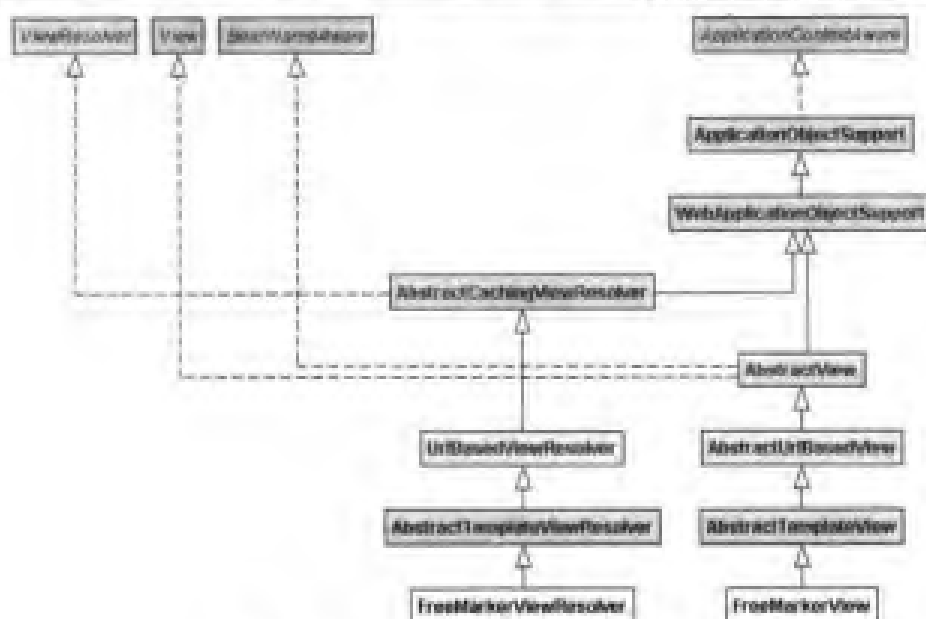 ViewResolver
View
BeanNameAware
ApplicationContextAware
ApplicationObjectSupport
WebApplicationObjectSupport
AbstractCachingViewResolver
AbstractView
UrlBasedViewResolver
AbstractUrlBasedView
AbstractTemplateViewResolver
AbstractTemplateView
FreeMarkerViewResolver
FreeMarkerView